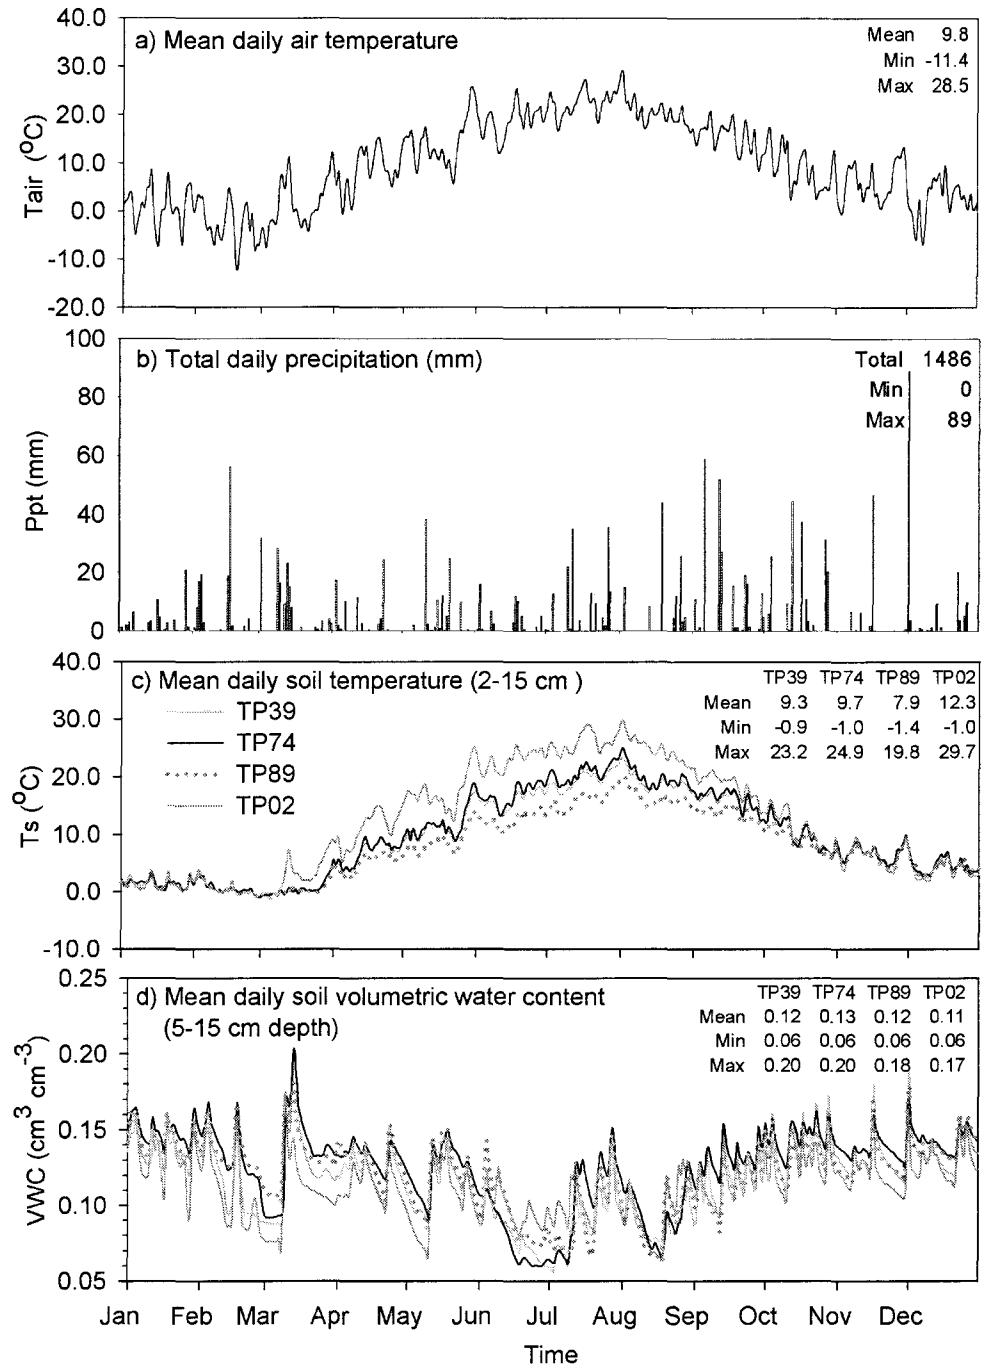 40.0
a) Mean daily air temperature
Mean 9.8
Min -11.4
Max 28.5
30.0
20.0
10.0
0.0
-10.0
-20.0
Tair (ºC)
100
b) Total daily precipitation (mm)
Total 1486
Min 0
Max 89
80
60
40
20
0
Ppt (mm)
40.0
c) Mean daily soil temperature (2-15 cm )
TP39 TP74 TP89 TP02
Mean 9.3 9.7 7.9 12.3
Min -0.9 -1.0 -1.4 -1.0
Max 23.2 24.9 19.8 29.7
TP39
TP74
TP89
TP02
30.0
20.0
10.0
0.0
-10.0
Ts (ºC)
0.25
d) Mean daily soil volumetric water content
(5-15 cm depth)
TP39 TP74 TP89 TP02
Mean 0.12 0.13 0.12 0.11
Min 0.06 0.06 0.06 0.06
Max 0.20 0.20 0.18 0.17
0.20
0.15
0.10
0.05
VWC (cm³ cm⁻³)
Jan Feb Mar Apr May Jun Jul Aug Sep Oct Nov Dec
Time